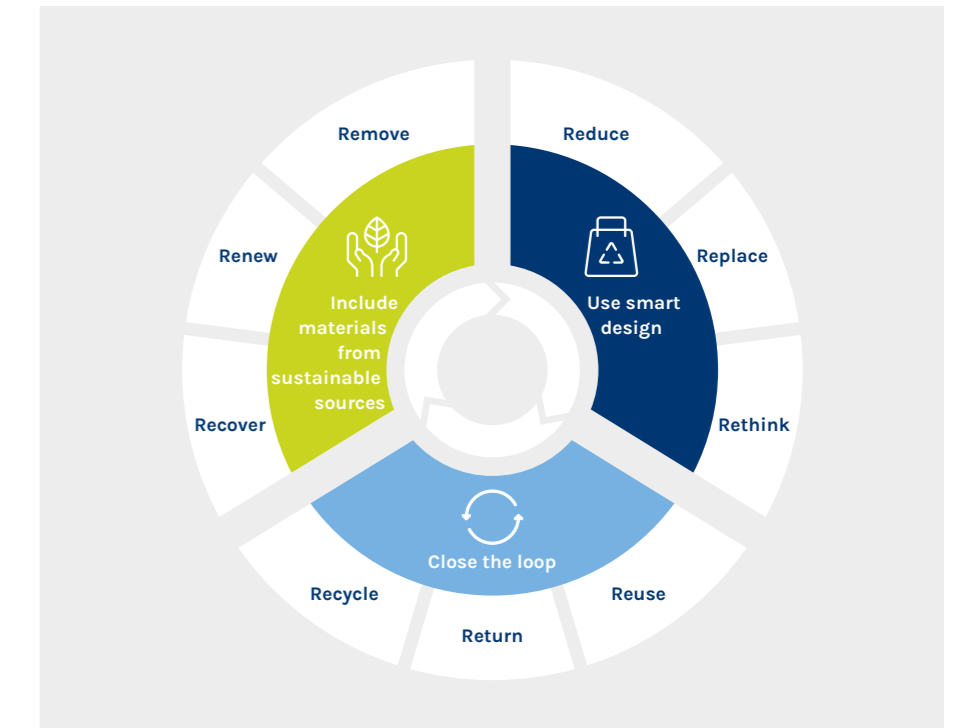 Remove
Reduce
Renew
Replace
Include
materials
from
sustainable
sources
Use smart
design
Recover
Rethink
Close the loop
Recycle
Reuse
Return